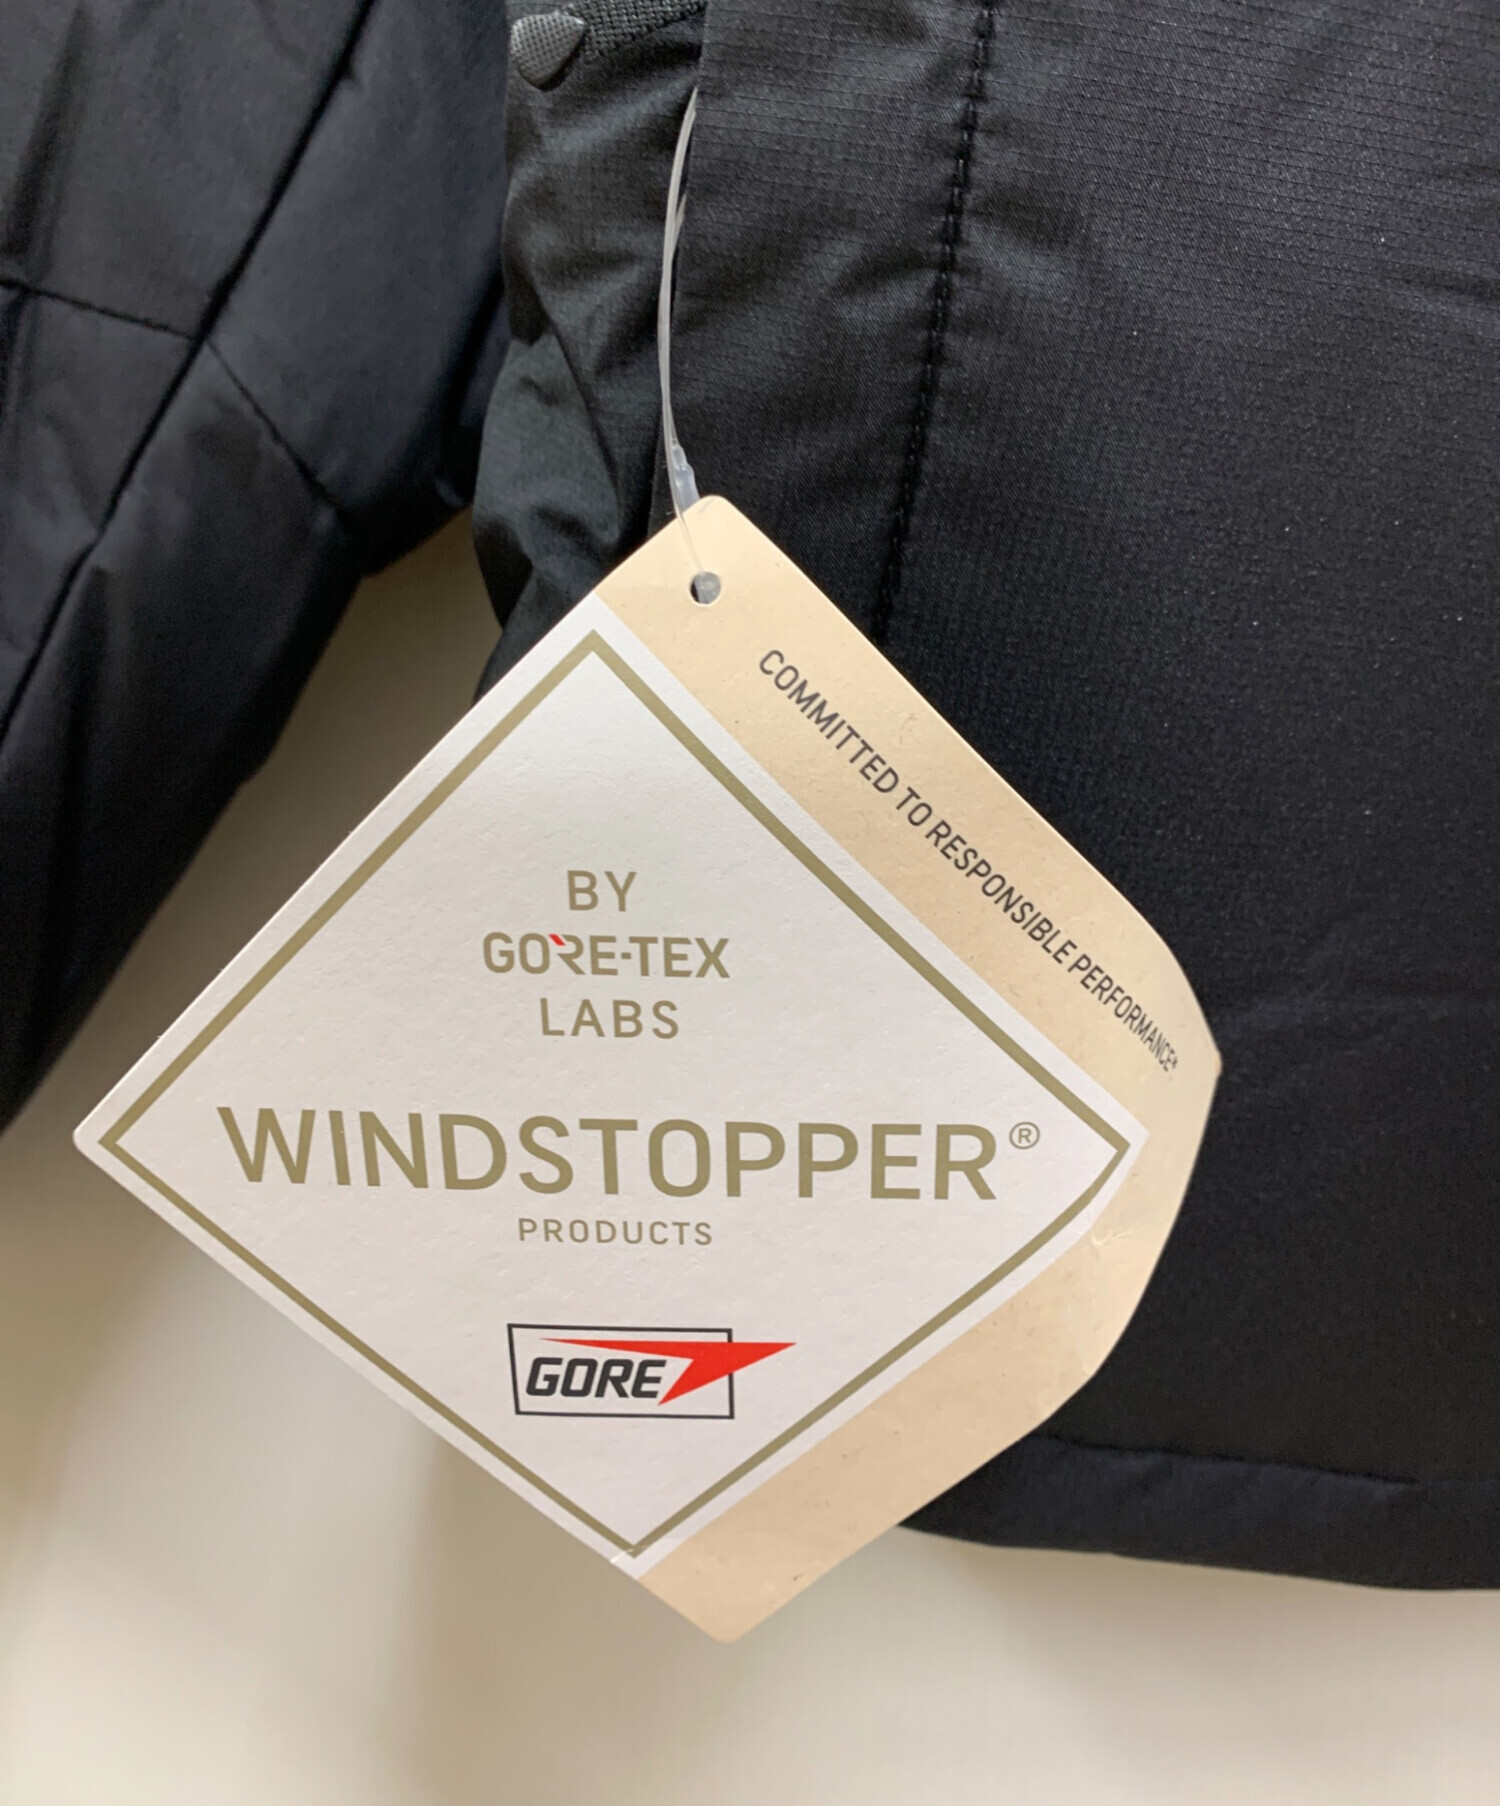 COMMITTED TO RESPONSIBLE PERFORMANCE®
BY
GORE-TEX
LABS
WINDSTOPPER®
PRODUCTS
GORE